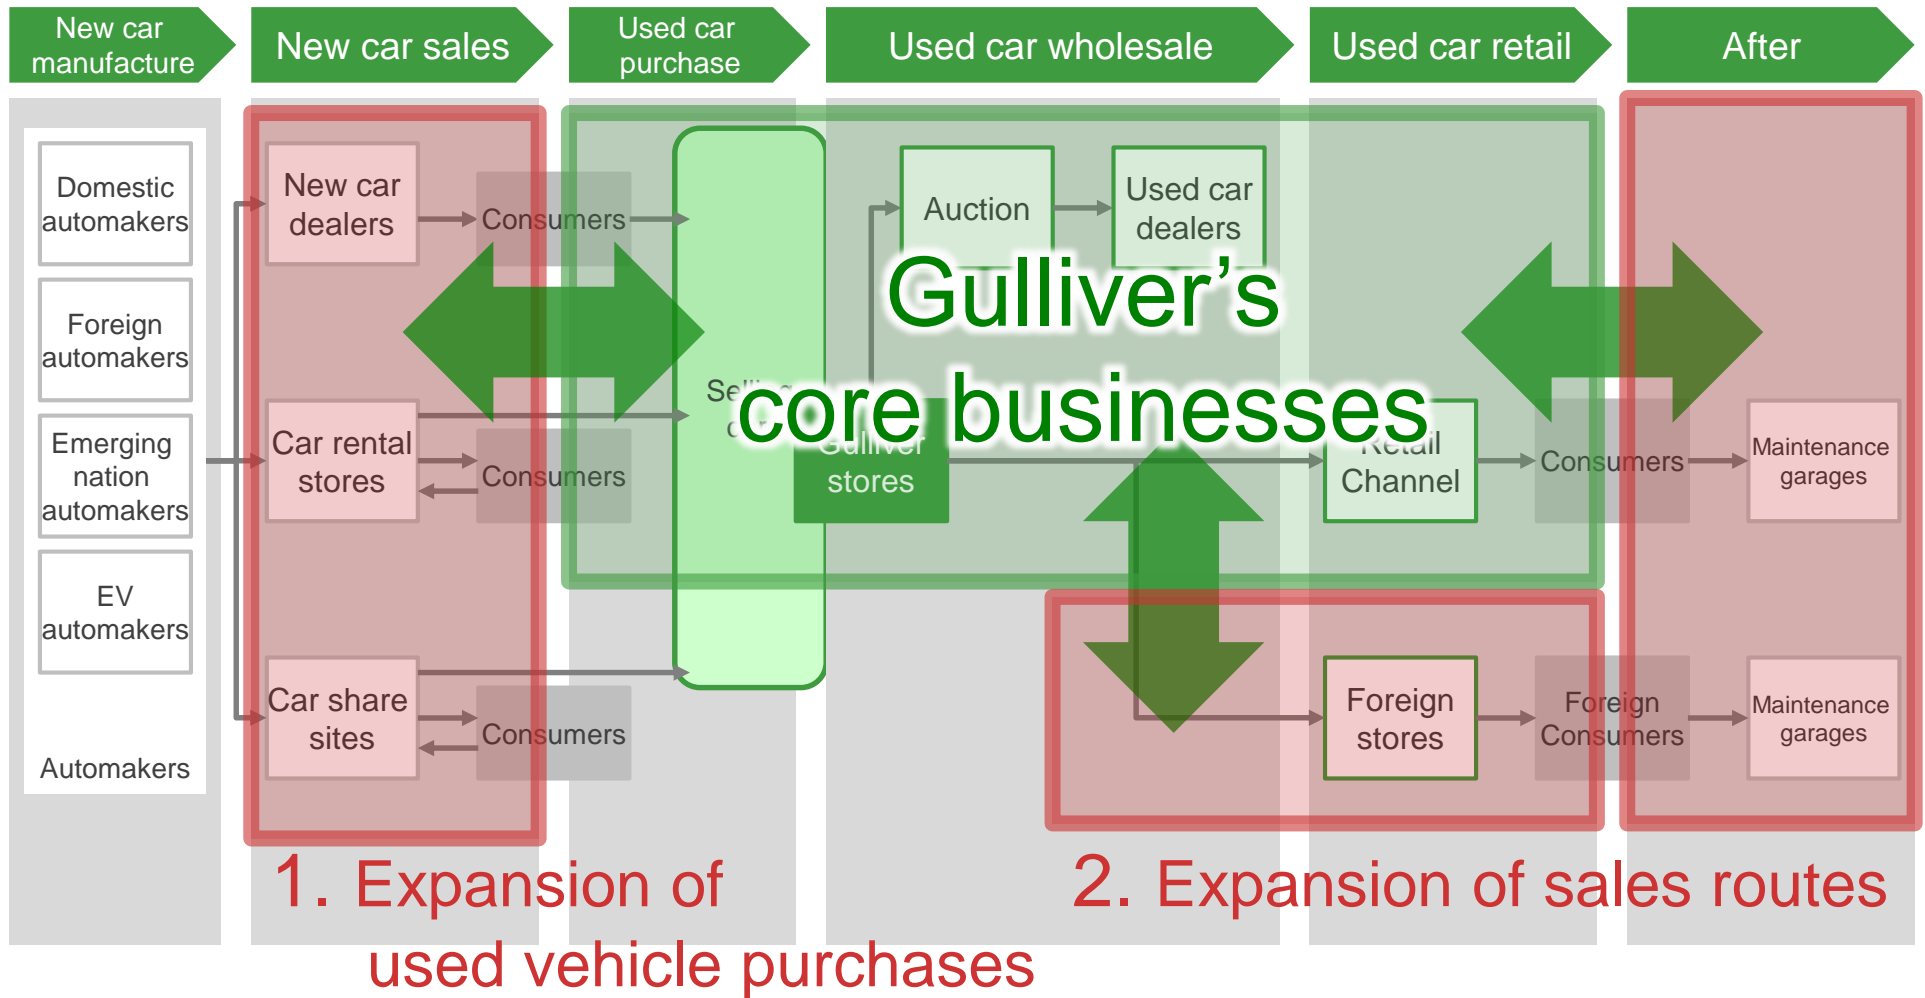 New car
manufacture
New car sales
Used car
purchase
Used car wholesale
Used car retail
After
Domestic
automakers
Foreign
automakers
Emerging
nation
automakers
EV
automakers
Automakers
New car
dealers
Consumers
Car rental
stores
Consumers
Car share
sites
Consumers
Selling
Gulliver
stores
Auction
Used car
dealers
Gulliver’s
core businesses
Retail
Channel
Consumers
Maintenance
garages
Foreign
stores
Foreign
Consumers
Maintenance
garages
1. Expansion of
used vehicle purchases
2. Expansion of sales routes